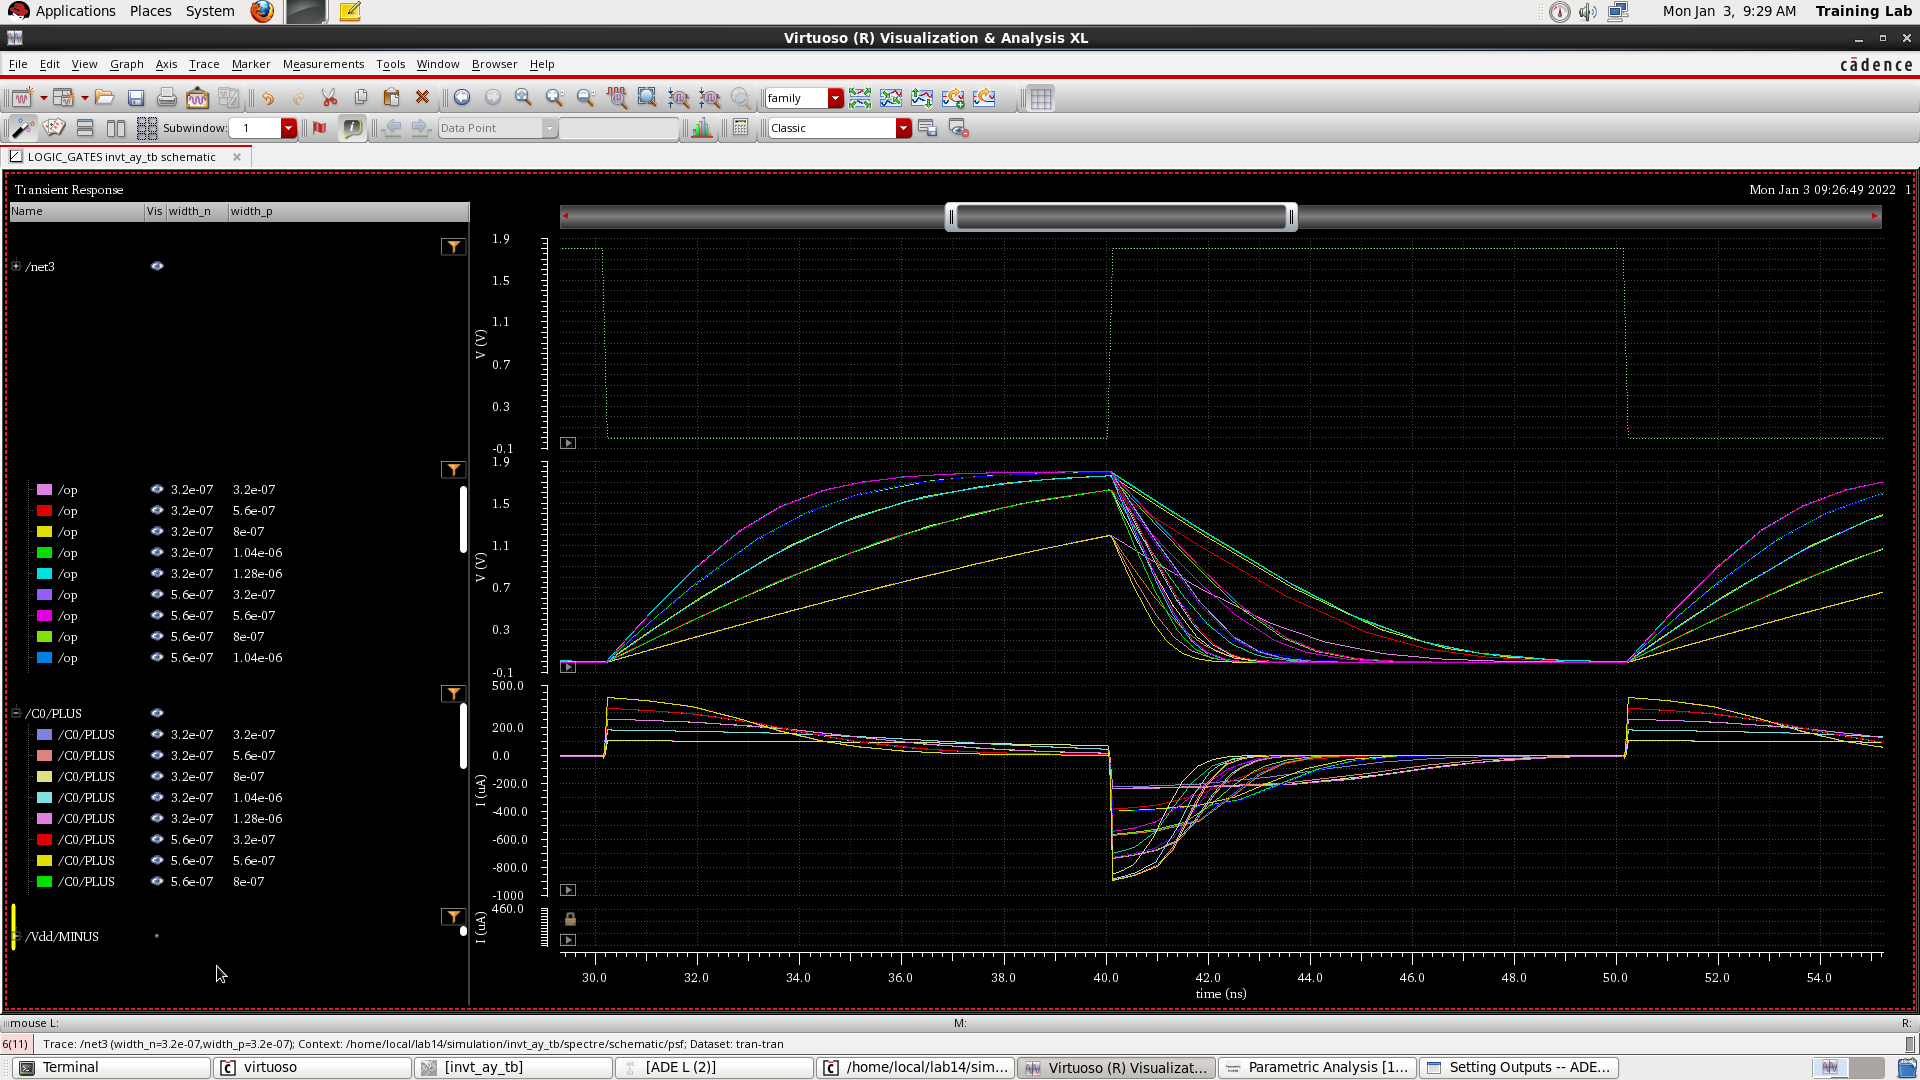 Applications Places System Mon Jan 3, 9:29 AM Training Lab
Virtuoso (R) Visualization & Analysis XL
File Edit View Graph Axis Trace Marker Measurements Tools Window Browser Help cādence
family
Subwindow: 1 Data Point Classic
LOGIC_GATES invt_ay_tb schematic
Transient Response Mon Jan 3 09:26:49 2022 1
Name Vis width_n width_p
/net3
/op 3.2e-07 3.2e-07
/op 3.2e-07 5.6e-07
/op 3.2e-07 8e-07
/op 3.2e-07 1.04e-06
/op 3.2e-07 1.28e-06
/op 5.6e-07 3.2e-07
/op 5.6e-07 5.6e-07
/op 5.6e-07 8e-07
/op 5.6e-07 1.04e-06
/C0/PLUS
/C0/PLUS 3.2e-07 3.2e-07
/C0/PLUS 3.2e-07 5.6e-07
/C0/PLUS 3.2e-07 8e-07
/C0/PLUS 3.2e-07 1.04e-06
/C0/PLUS 3.2e-07 1.28e-06
/C0/PLUS 5.6e-07 3.2e-07
/C0/PLUS 5.6e-07 5.6e-07
/C0/PLUS 5.6e-07 8e-07
/Vdd/MINUS
1.9
1.5
1.1
V (V)
0.7
0.3
-0.1
1.9
1.5
1.1
V (V)
0.7
0.3
-0.1
500.0
200.0
0.0
-200.0
I (uA)
-400.0
-600.0
-800.0
-1000
460.0
I (uA)
30.0 32.0 34.0 36.0 38.0 40.0 42.0 44.0 46.0 48.0 50.0 52.0 54.0
time (ns)
mouse L: M: R:
6(11) Trace: /net3 (width_n=3.2e-07,width_p=3.2e-07); Context: /home/local/lab14/simulation/invt_ay_tb/spectre/schematic/psf; Dataset: tran-tran
Terminal virtuoso [invt_ay_tb] [ADE L (2)] /home/local/lab14/sim... Virtuoso (R) Visualizat... Parametric Analysis [1... Setting Outputs -- ADE...